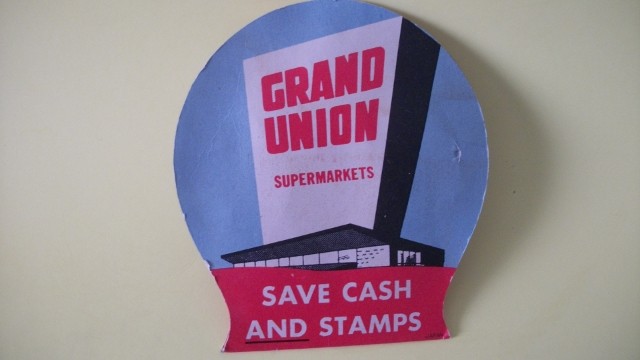 GRAND
UNION
SUPERMARKETS
SAVE CASH
AND STAMPS